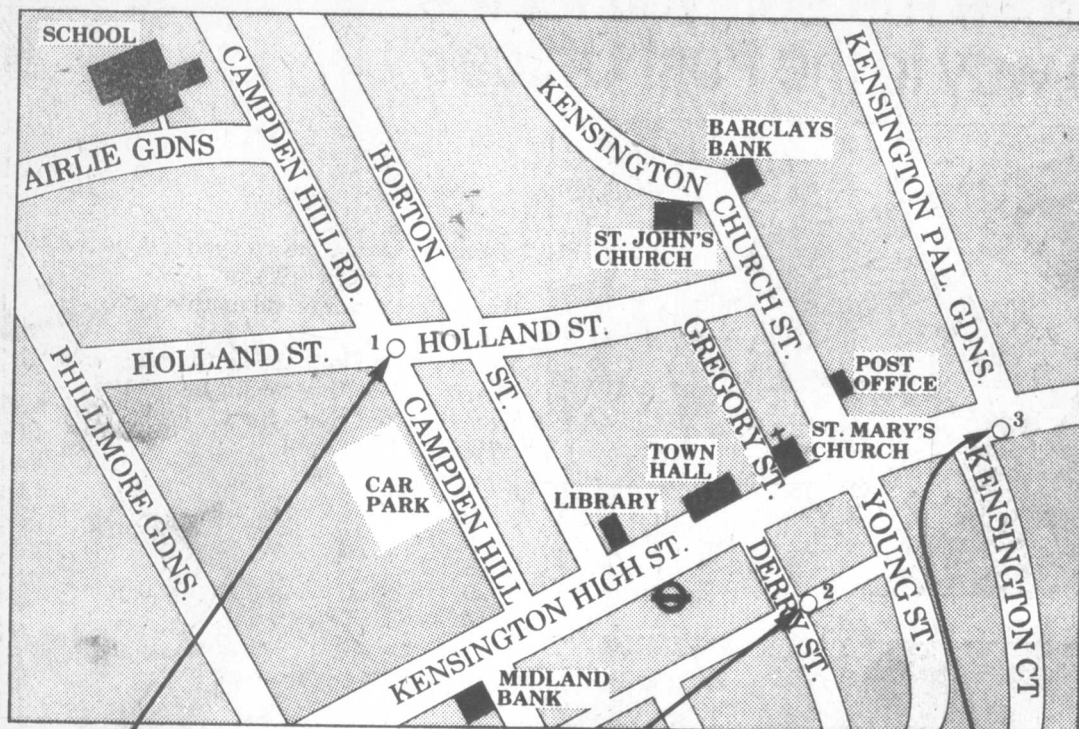 SCHOOL
CAMPDEN HILL RD.
HORTON
ST.
KENSINGTON
CHURCH ST.
KENSINGTON PAL. GDNS.
BARCLAYS
BANK
AIRLIE GDNS
ST. JOHN'S
CHURCH
HOLLAND ST.
1
HOLLAND ST.
GREGORY ST.
PHILLIMORE GDNS.
POST
OFFICE
CAMPDEN HILL
CAR
PARK
TOWN
HALL
ST. MARY'S
CHURCH
3
LIBRARY
KENSINGTON HIGH ST.
DERRY ST.
2
YOUNG ST.
KENSINGTON CT
MIDLAND
BANK